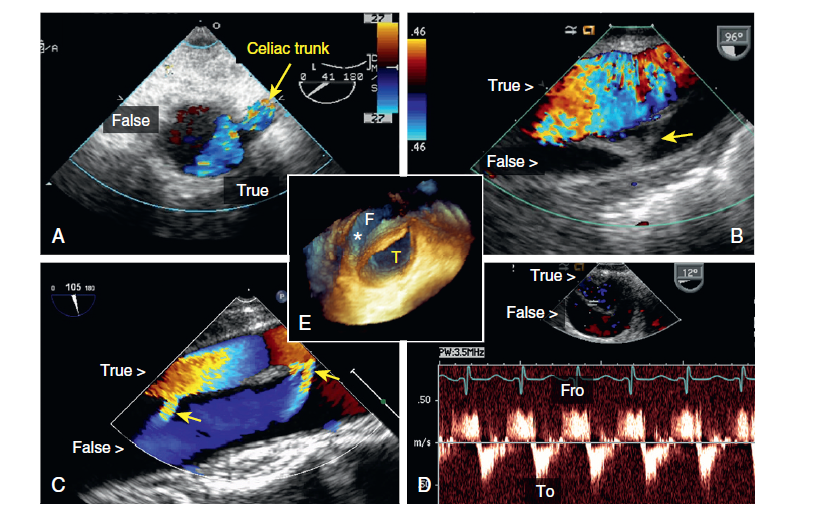 27
Celiac trunk
0 41 180
False
27
True
A
.46
96°
True >
.46
False >
B
F
*
T
E
0 105 180
P
True >
False >
C
True >
12°
False >
PW:3.5MHz
Fro
.50
m/s
.50
To
D